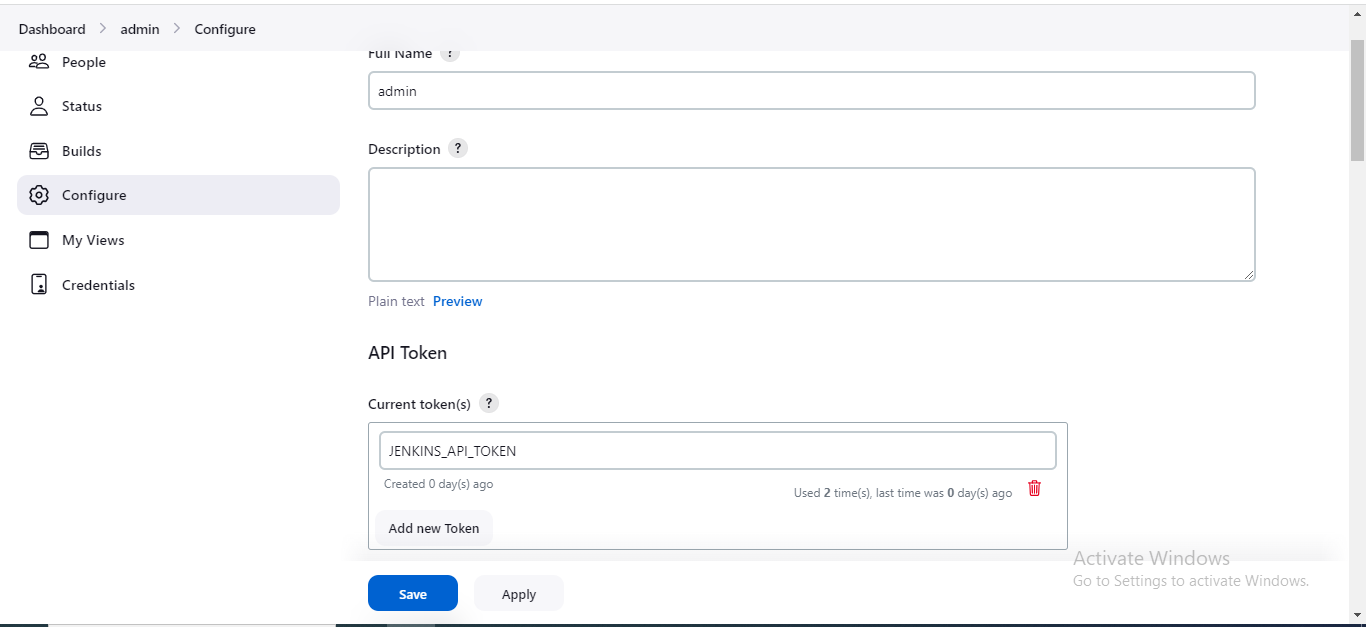 Dashboard > admin > Configure
People
Status
Builds
Configure
My Views
Credentials
Full Name ?
admin
Description ?
Plain text Preview
API Token
Current token(s) ?
JENKINS_API_TOKEN
Created 0 day(s) ago
Used 2 time(s), last time was 0 day(s) ago
Add new Token
Save Apply
Activate Windows
Go to Settings to activate Windows.